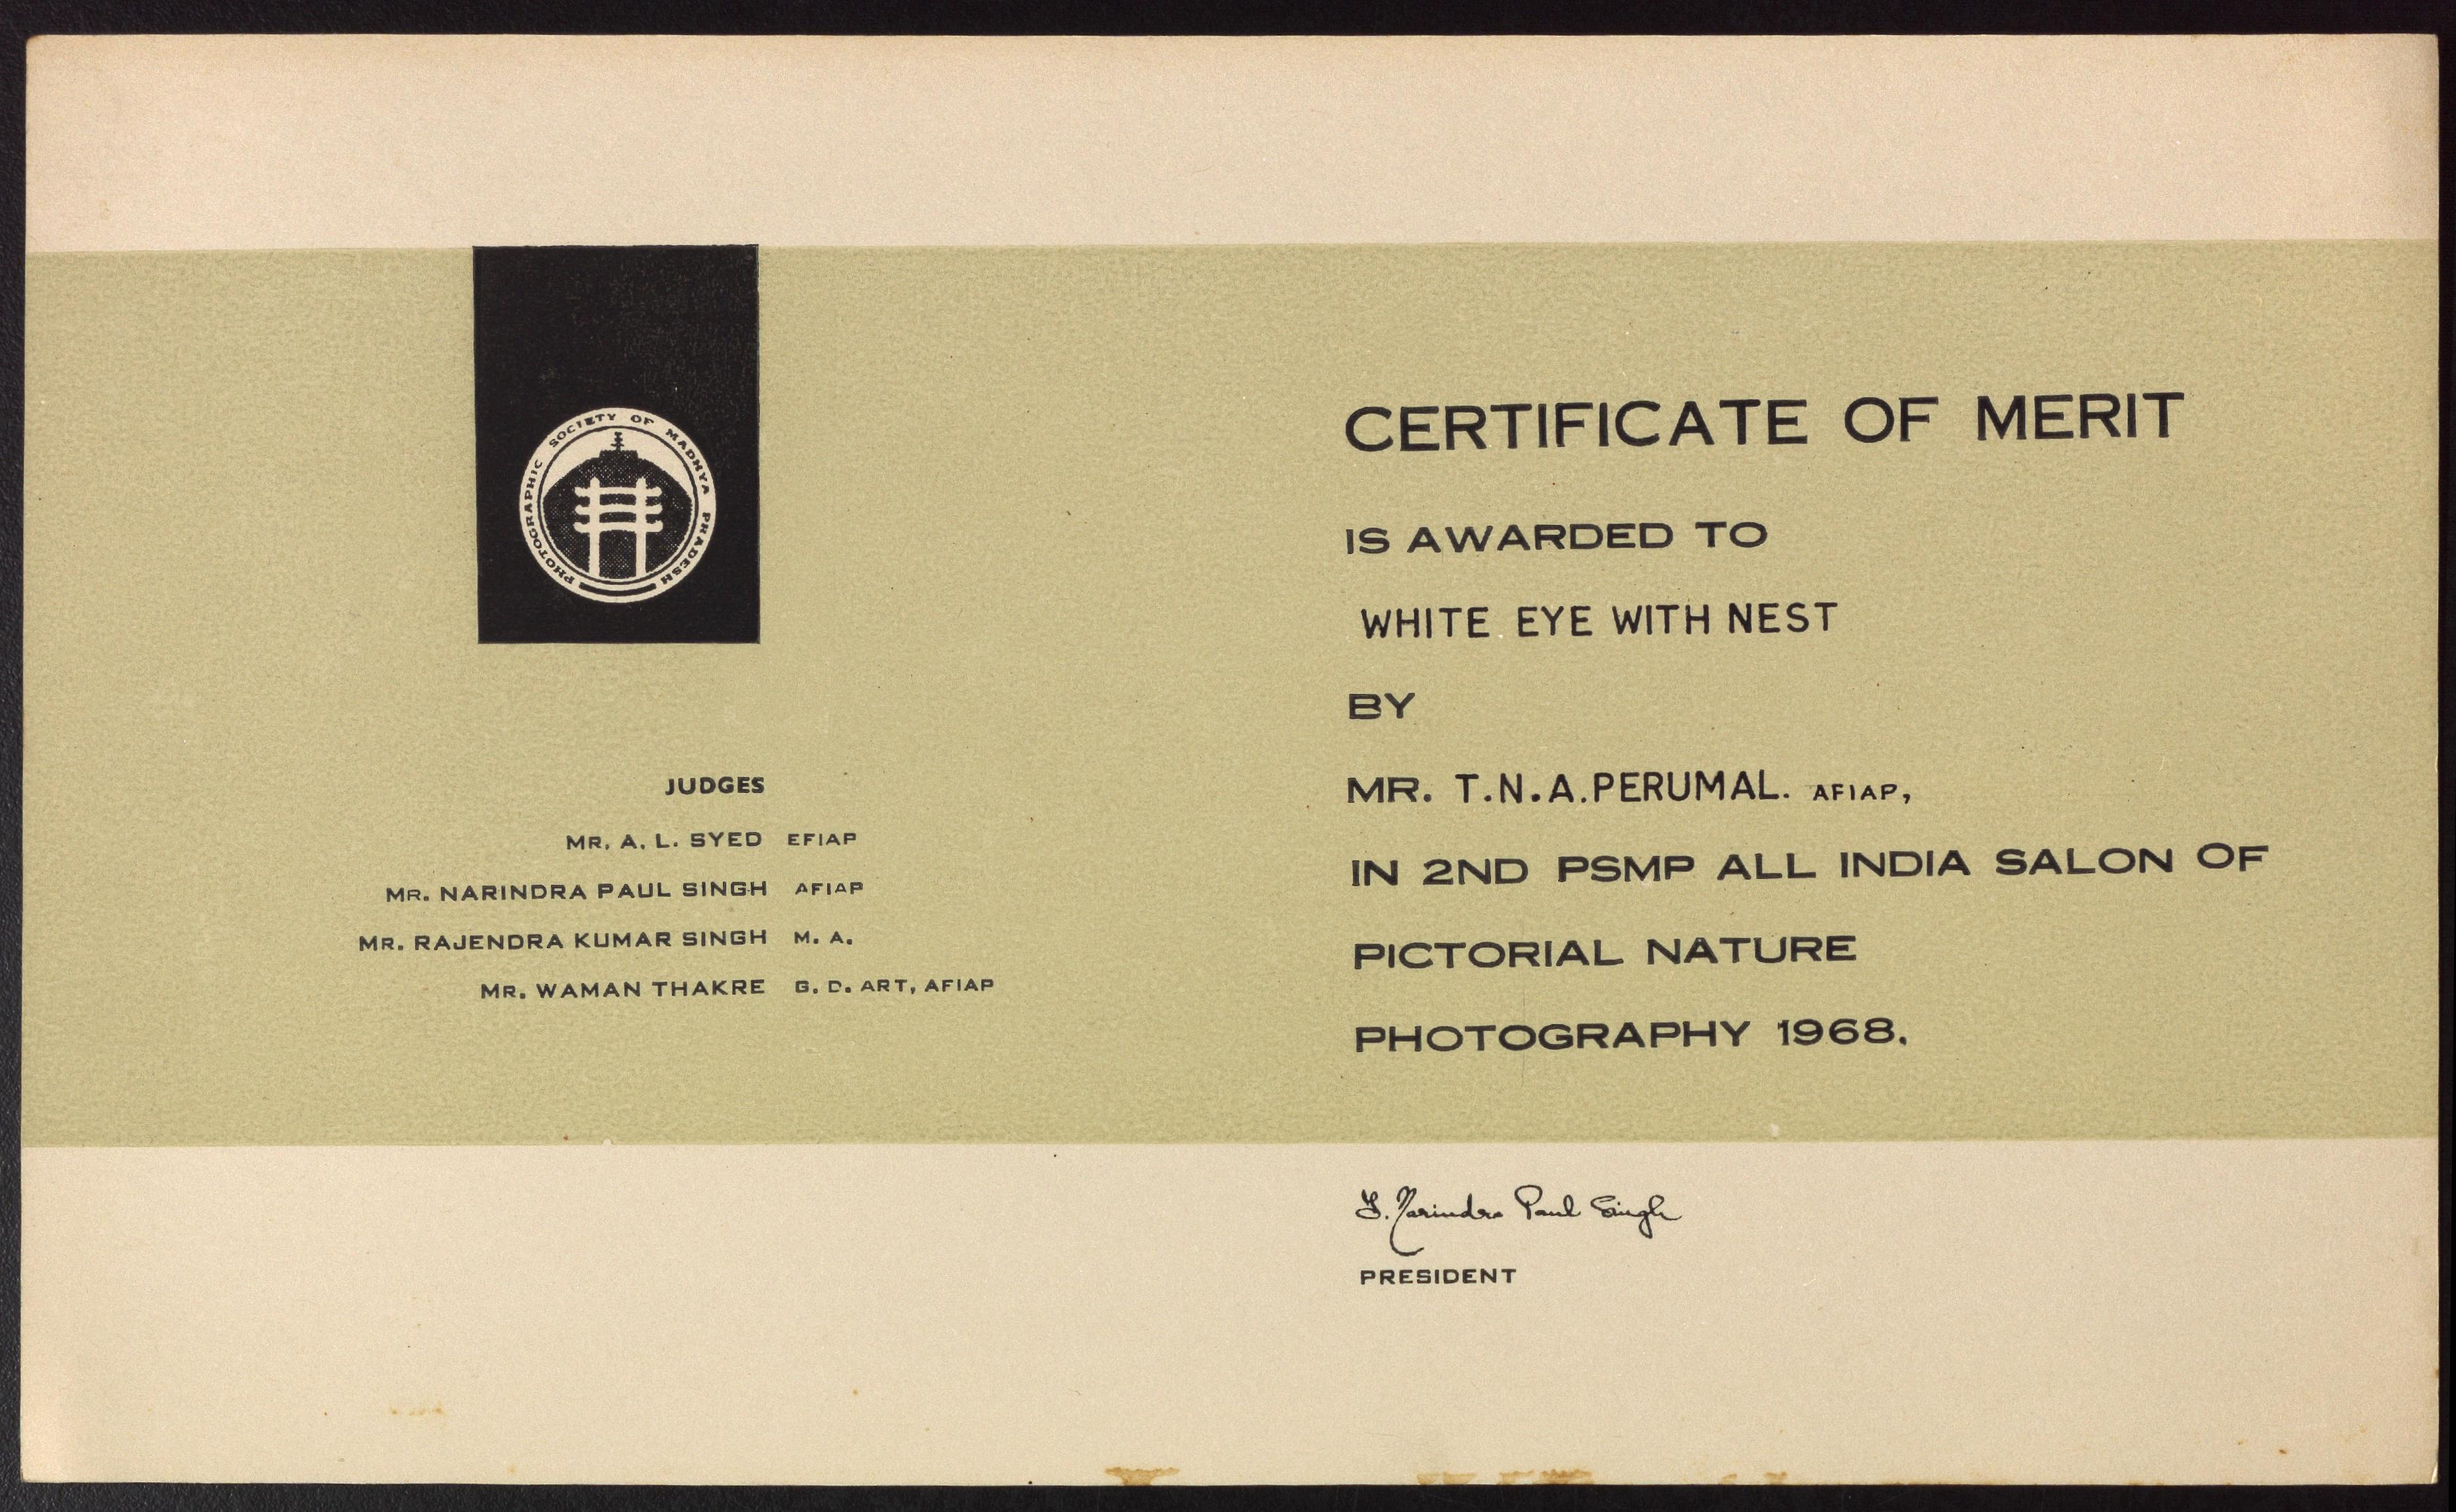 PHOTOGRAPHIC SOCIETY OF MADHYA PRADESH
JUDGES
MR. A. L. SYED EFIAP
MR. NARINDRA PAUL SINGH AFIAP
MR. RAJENDRA KUMAR SINGH M. A.
MR. WAMAN THAKRE G. D. ART, AFIAP
CERTIFICATE OF MERIT
IS AWARDED TO
WHITE EYE WITH NEST
BY
MR. T.N.A.PERUMAL. AFIAP,
IN 2ND PSMP ALL INDIA SALON OF
PICTORIAL NATURE
PHOTOGRAPHY 1968.
Narindra Paul Singh
PRESIDENT